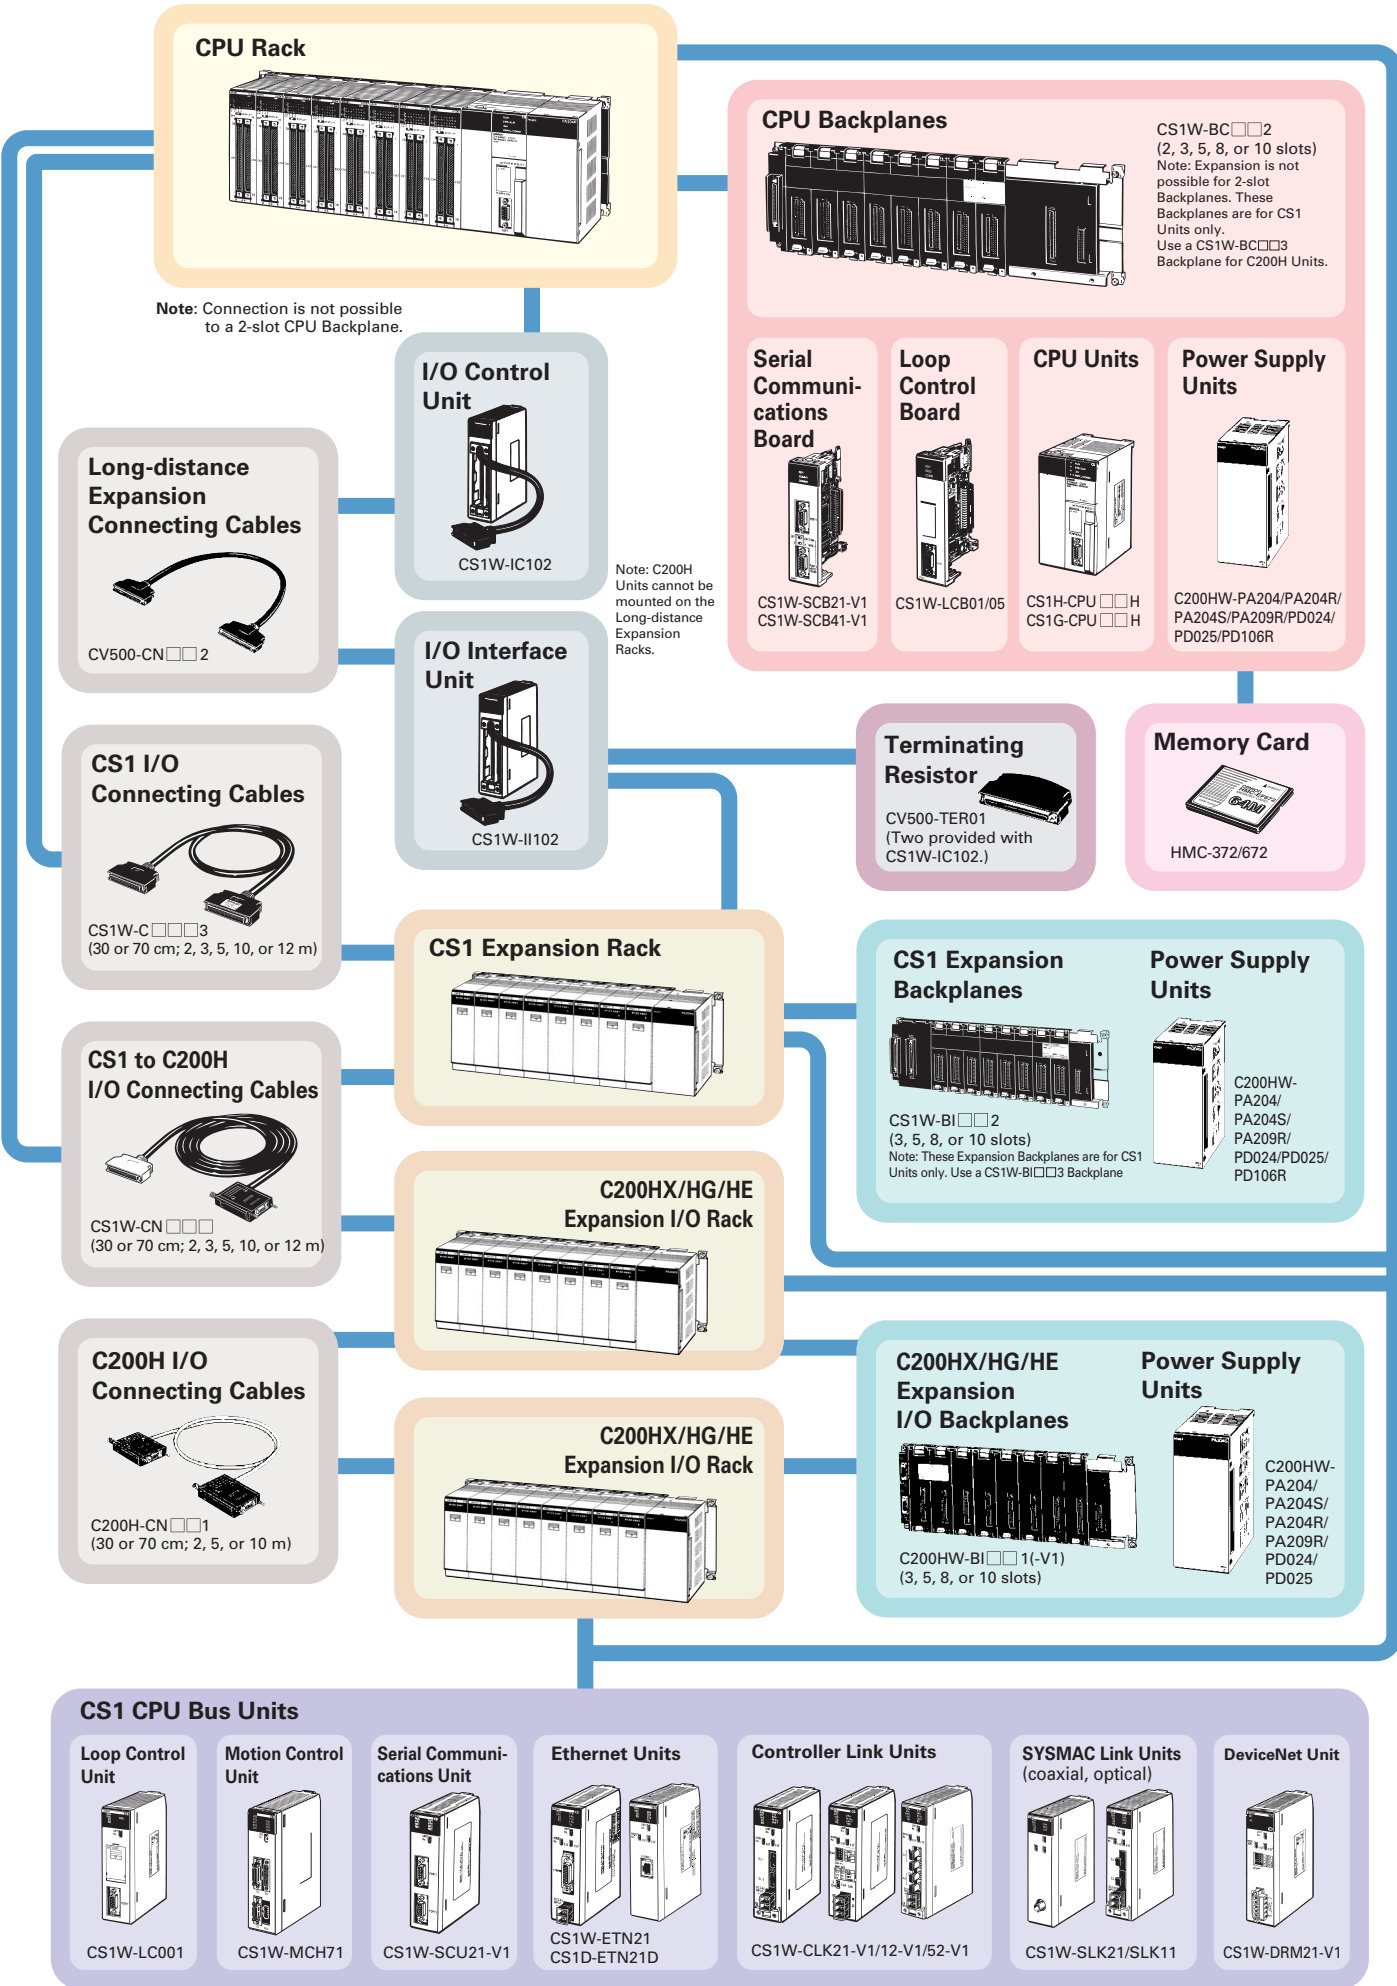 CPU Rack
CPU Backplanes
CS1W-BC□□2
(2, 3, 5, 8, or 10 slots)
Note: Expansion is not
possible for 2-slot
Backplanes. These
Backplanes are for CS1
Units only.
Use a CS1W-BC□□3
Backplane for C200H Units.
Note: Connection is not possible
to a 2-slot CPU Backplane.
I/O Control
Unit
CS1W-IC102
Serial
Communi-
cations
Board
CS1W-SCB21-V1
CS1W-SCB41-V1
Loop
Control
Board
CS1W-LCB01/05
CPU Units
CS1H-CPU □□H
CS1G-CPU □□H
Power Supply
Units
C200HW-PA204/PA204R/
PA204S/PA209R/PD024/
PD025/PD106R
Long-distance
Expansion
Connecting Cables
CV500-CN□□2
Note: C200H
Units cannot be
mounted on the
Long-distance
Expansion
Racks.
I/O Interface
Unit
CS1W-II102
Terminating
Resistor
CV500-TER01
(Two provided with
CS1W-IC102.)
Memory Card
64M
HMC-372/672
CS1 I/O
Connecting Cables
CS1W-C□□□3
(30 or 70 cm; 2, 3, 5, 10, or 12 m)
CS1 Expansion Rack
CS1 Expansion
Backplanes
CS1W-BI□□2
(3, 5, 8, or 10 slots)
Note: These Expansion Backplanes are for CS1
Units only. Use a CS1W-BI□□3 Backplane
Power Supply
Units
C200HW-
PA204/
PA204S/
PA209R/
PD024/PD025/
PD106R
CS1 to C200H
I/O Connecting Cables
CS1W-CN□□□
(30 or 70 cm; 2, 3, 5, 10, or 12 m)
C200HX/HG/HE
Expansion I/O Rack
C200H I/O
Connecting Cables
C200H-CN□□1
(30 or 70 cm; 2, 5, or 10 m)
C200HX/HG/HE
Expansion I/O Rack
C200HX/HG/HE
Expansion
I/O Backplanes
C200HW-BI□□1(-V1)
(3, 5, 8, or 10 slots)
Power Supply
Units
C200HW-
PA204/
PA204S/
PA204R/
PA209R/
PD024/
PD025
CS1 CPU Bus Units
Loop Control
Unit
CS1W-LC001
Motion Control
Unit
CS1W-MCH71
Serial Communi-
cations Unit
CS1W-SCU21-V1
Ethernet Units
CS1W-ETN21
CS1D-ETN21D
Controller Link Units
CS1W-CLK21-V1/12-V1/52-V1
SYSMAC Link Units
(coaxial, optical)
CS1W-SLK21/SLK11
DeviceNet Unit
CS1W-DRM21-V1